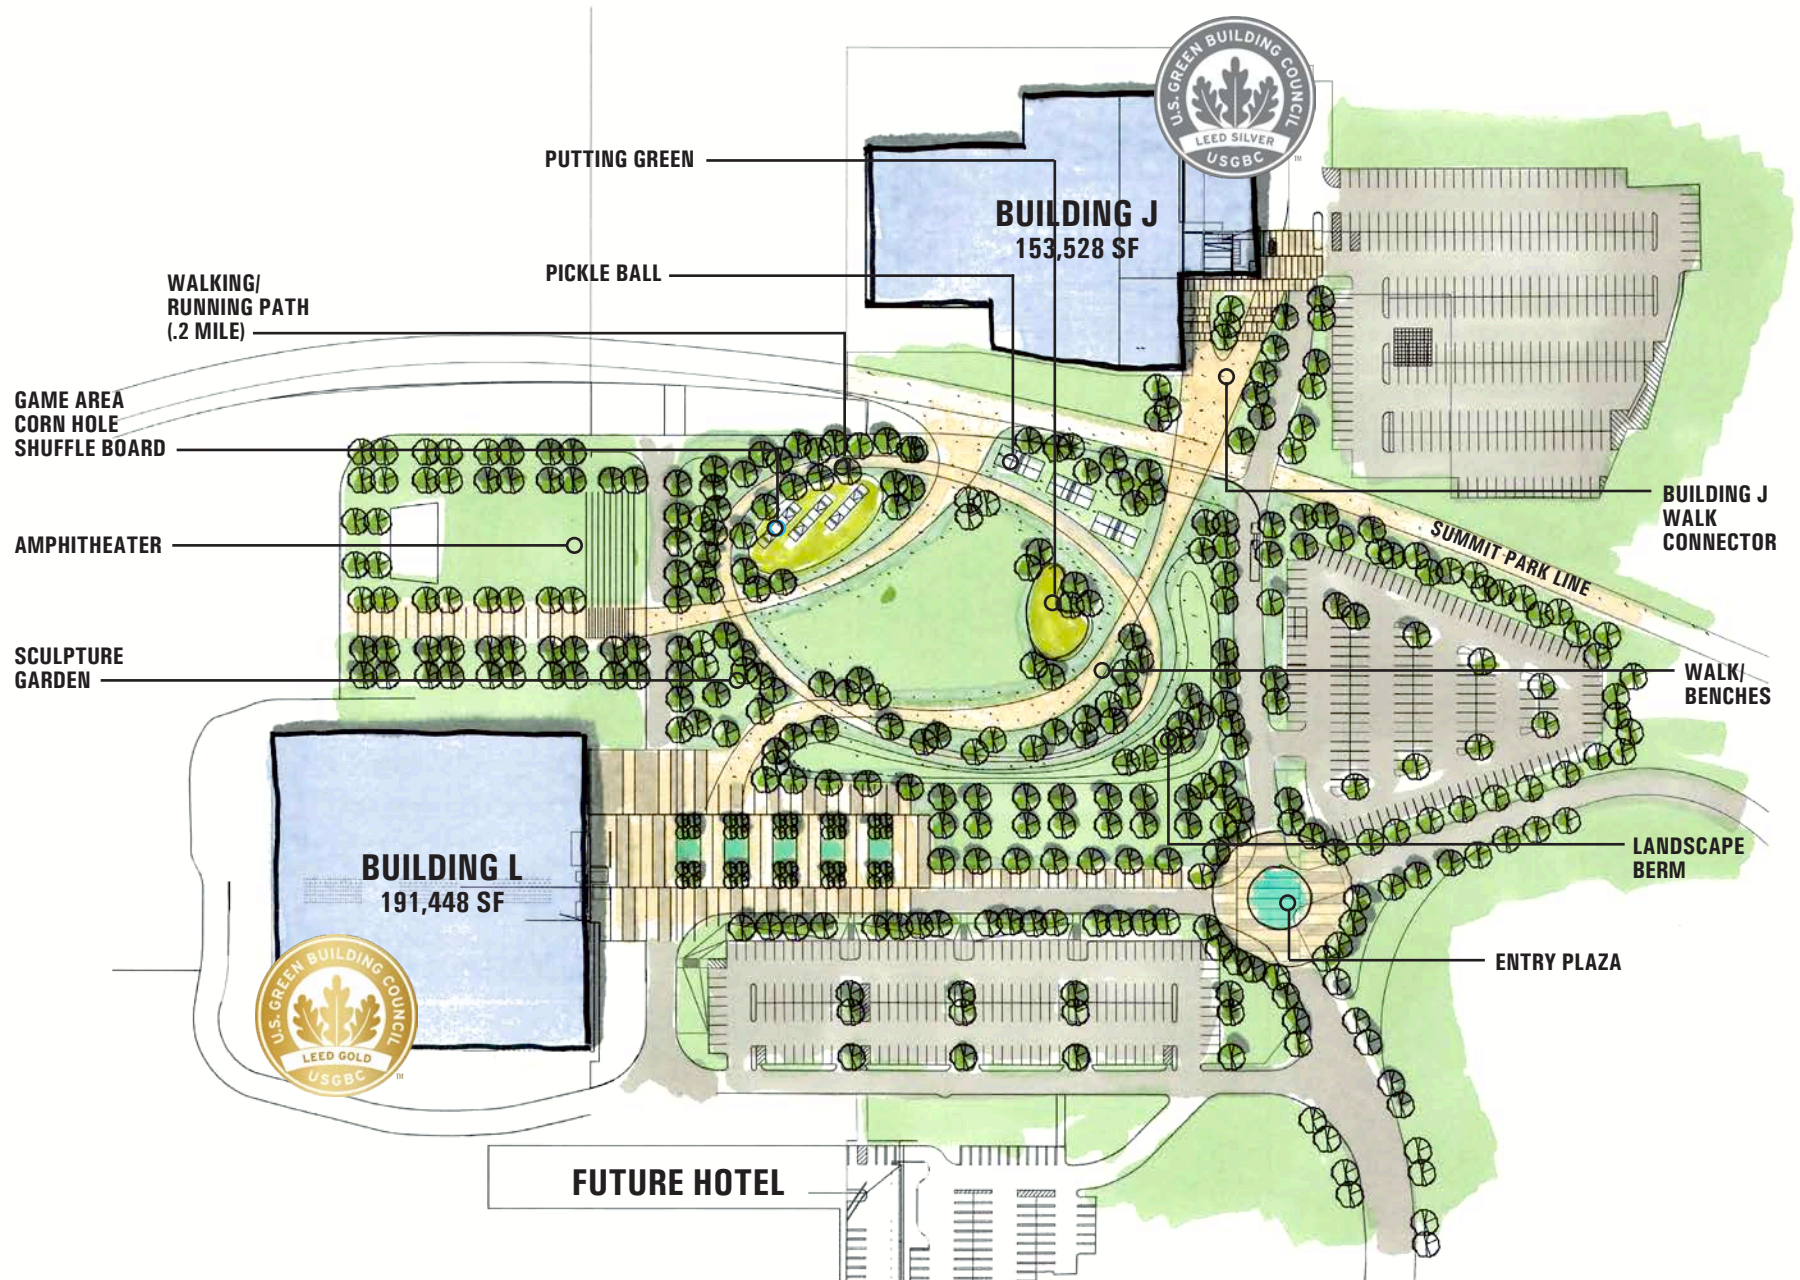 U.S. GREEN BUILDING COUNCIL
LEED SILVER
USGBC
TM
PUTTING GREEN
BUILDING J
153,528 SF
PICKLE BALL
WALKING/
RUNNING PATH
(.2 MILE)
GAME AREA
CORN HOLE
SHUFFLE BOARD
BUILDING J
WALK
CONNECTOR
SUMMIT PARK LINE
AMPHITHEATER
SCULPTURE
GARDEN
WALK/
BENCHES
BUILDING L
191,448 SF
LANDSCAPE
BERM
U.S. GREEN BUILDING COUNCIL
LEED GOLD
USGBC
TM
ENTRY PLAZA
FUTURE HOTEL